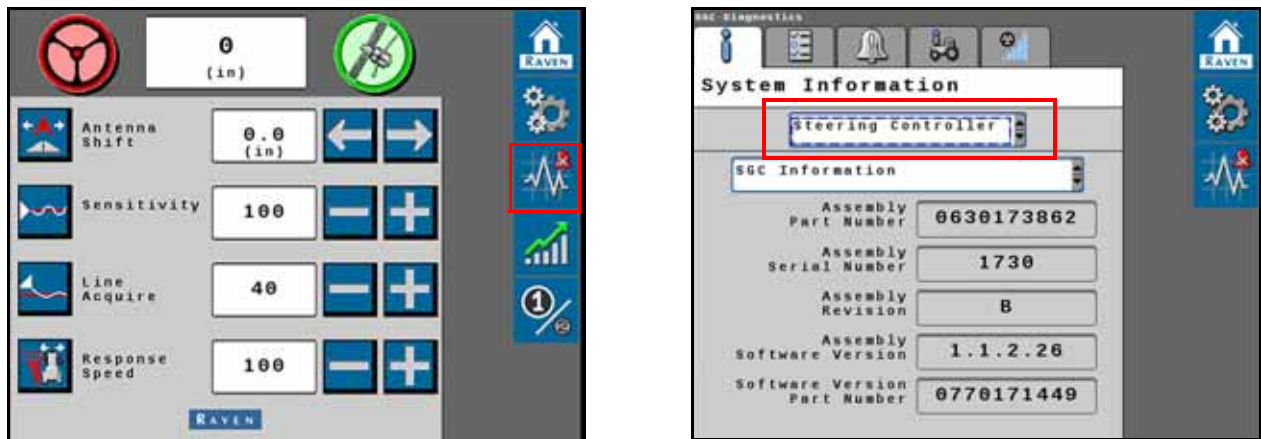 0
(in)
RAVEN
Antenna
Shift
0.0
(in)
Sensitivity
100
Line
Acquire
40
Response
Speed
100
RAVEN
1/2
SGC-Diagnostics
RAVEN
System Information
Steering Controller
SGC Information
Assembly
Part Number
0630173862
Assembly
Serial Number
1730
Assembly
Revision
B
Assembly
Software Version
1.1.2.26
Software Version
Part Number
0770171449